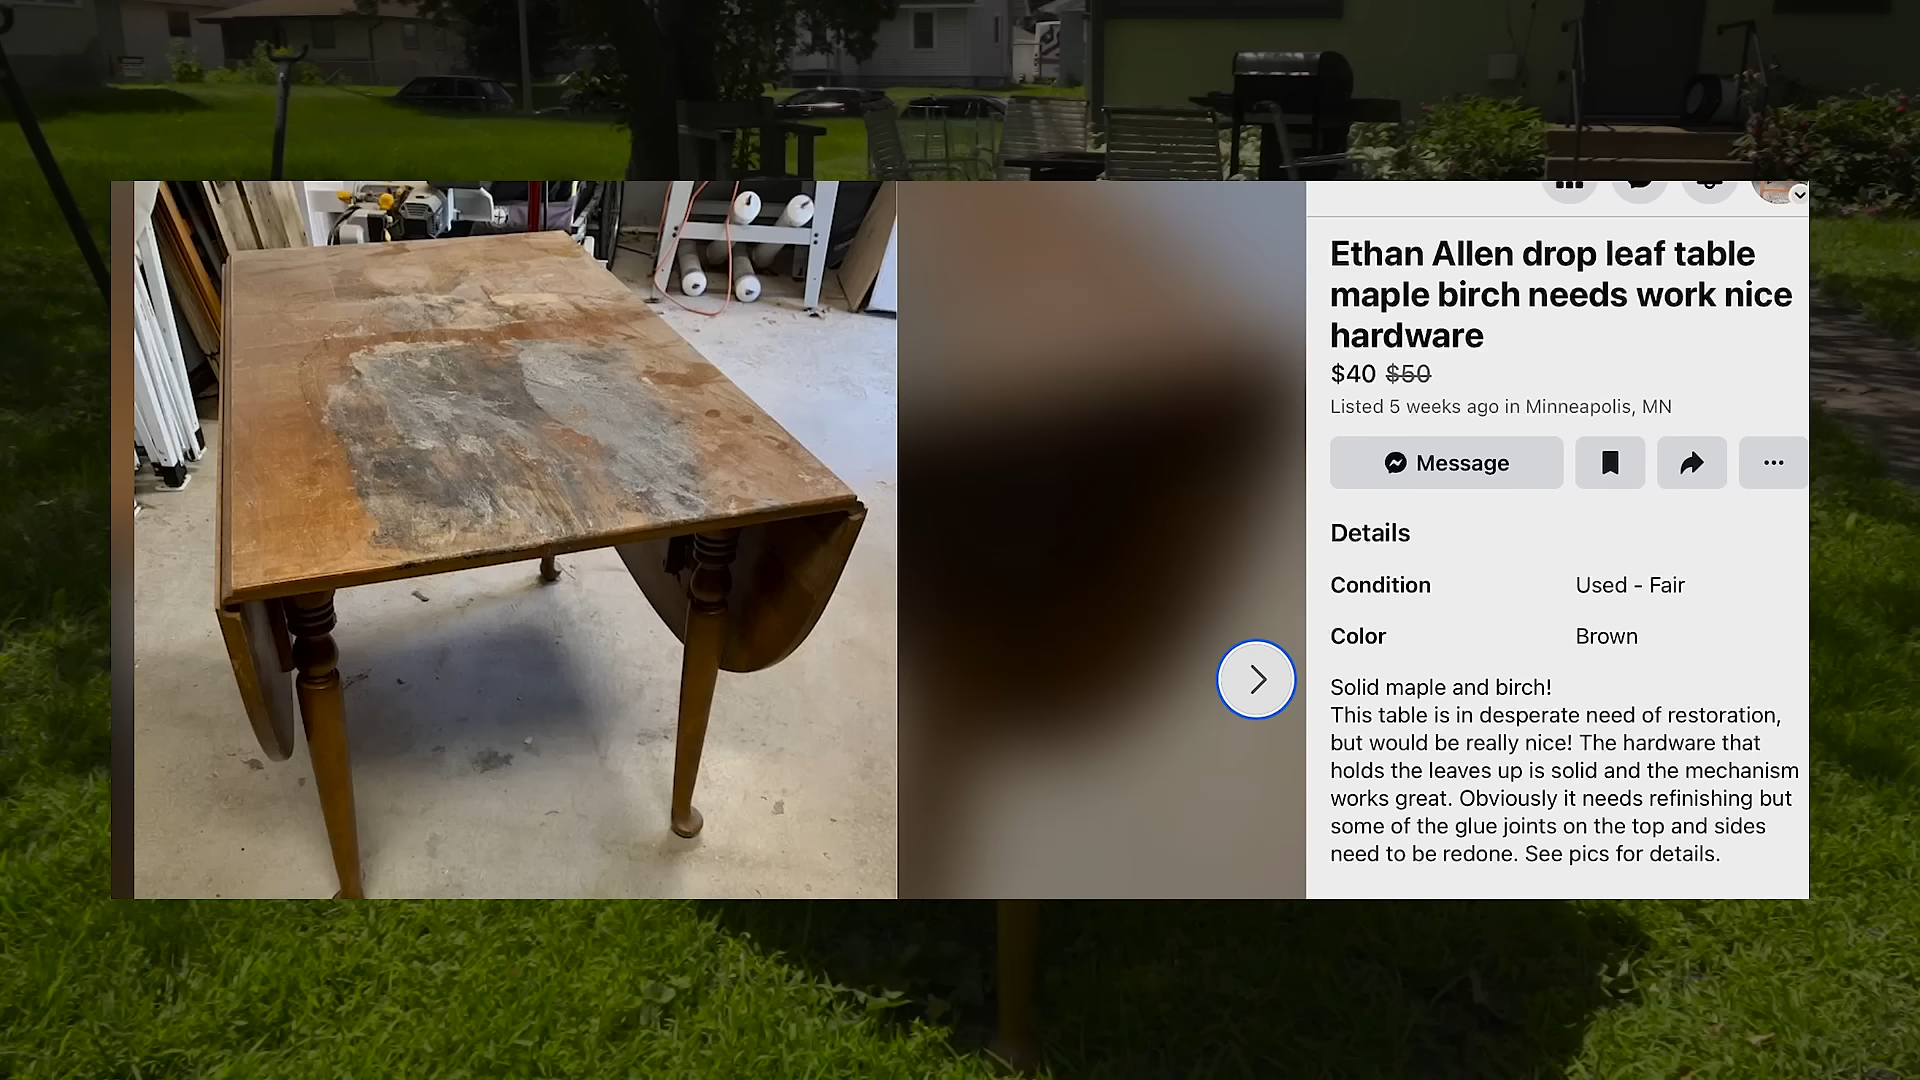 Ethan Allen drop leaf table
maple birch needs work nice
hardware
$40 $50
Listed 5 weeks ago in Minneapolis, MN
Message
Details
Condition Used - Fair
Color Brown
Solid maple and birch!
This table is in desperate need of restoration,
but would be really nice! The hardware that
holds the leaves up is solid and the mechanism
works great. Obviously it needs refinishing but
some of the glue joints on the top and sides
need to be redone. See pics for details.